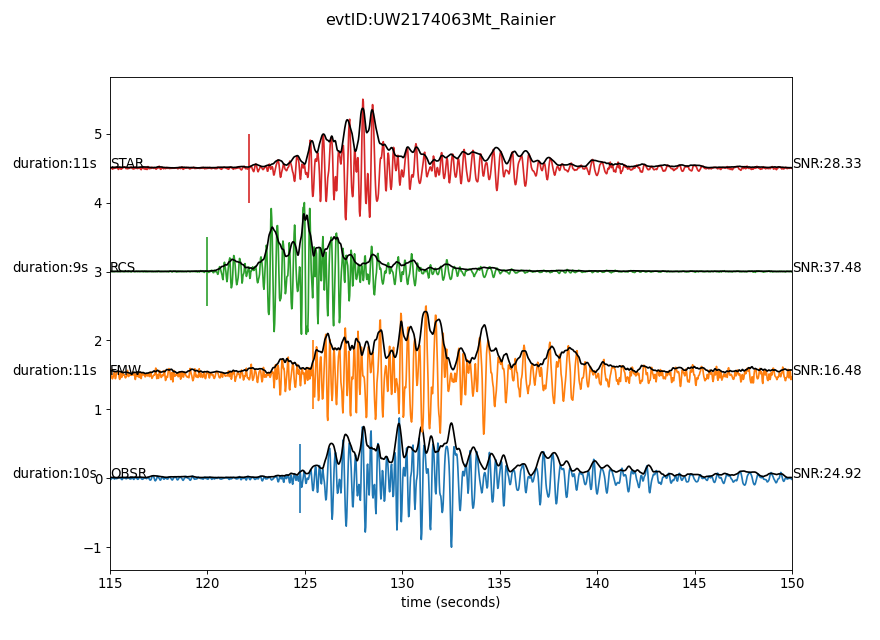 evtID:UW2174063Mt_Rainier
5
duration:11s STAR SNR:28.33
4
duration:9s RCS SNR:37.48
3
2
duration:11s FMW SNR:16.48
1
duration:10s OBSR SNR:24.92
0
−1
115 120 125 130 135 140 145 150
time (seconds)